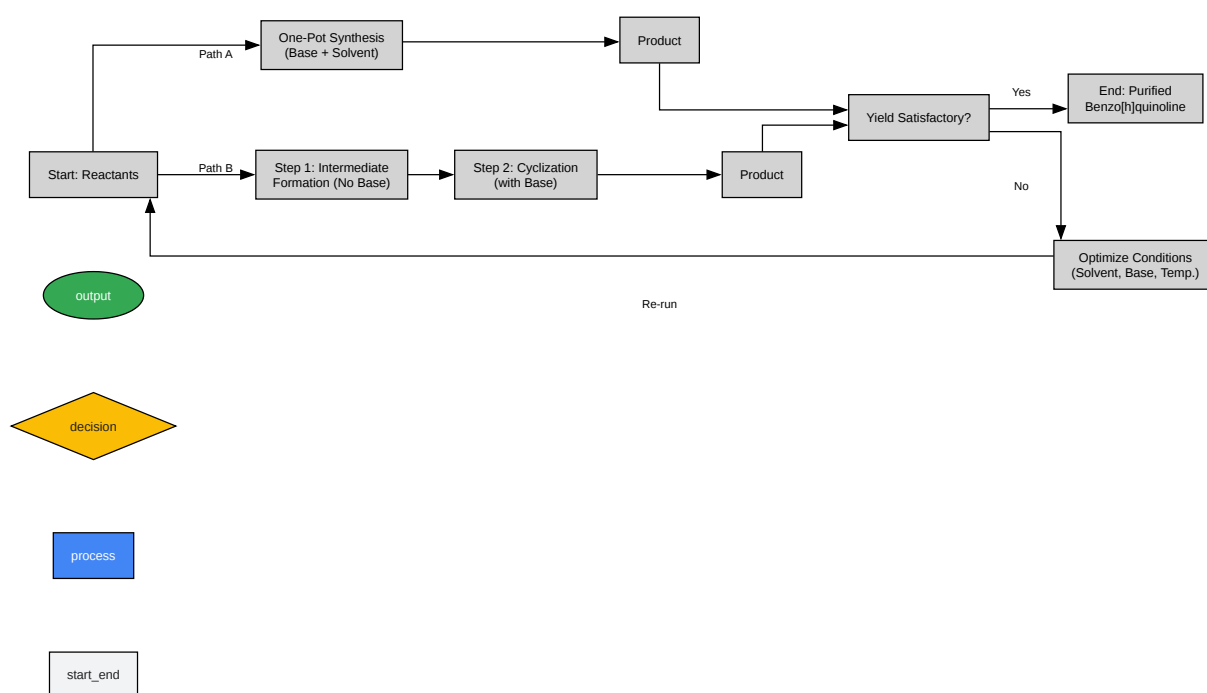 One-Pot Synthesis
(Base + Solvent)
Product
Path A
Yes
End: Purified
Benzo[h]quinoline
Yield Satisfactory?
Start: Reactants
Path B
Step 1: Intermediate
Formation (No Base)
Step 2: Cyclization
(with Base)
Product
No
Optimize Conditions
(Solvent, Base, Temp.)
Re-run
output
decision
process
start_end